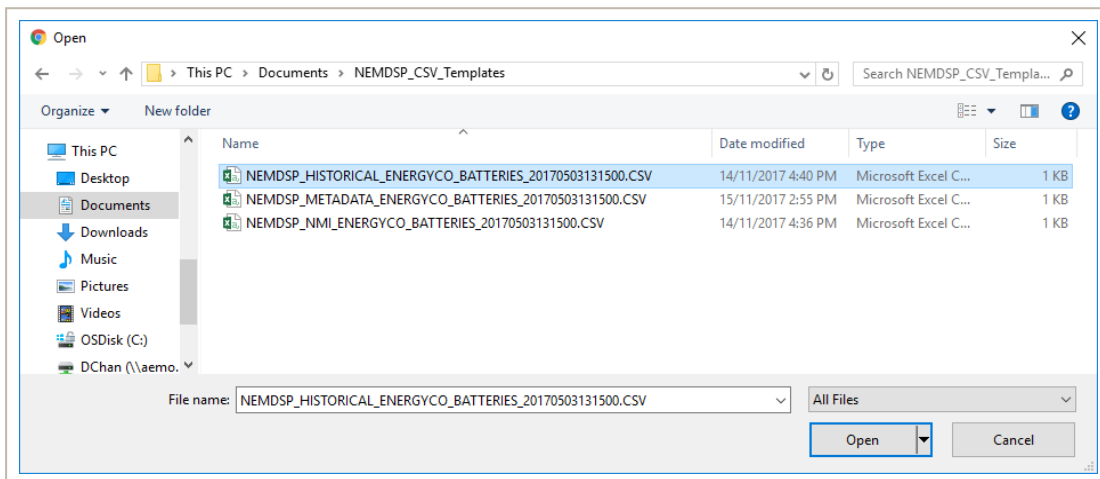 Open
This PC > Documents > NEMDSP_CSV_Templates
Search NEMDSP_CSV_Templa...
Organize New folder
?
This PC
Desktop
Documents
Downloads
Music
Pictures
Videos
OSDisk (C:)
DChan (\\aemo.
Name Date modified Type Size
NEMDSP_HISTORICAL_ENERGYCO_BATTERIES_20170503131500.CSV 14/11/2017 4:40 PM Microsoft Excel C... 1 KB
NEMDSP_METADATA_ENERGYCO_BATTERIES_20170503131500.CSV 15/11/2017 2:55 PM Microsoft Excel C... 1 KB
NEMDSP_NMI_ENERGYCO_BATTERIES_20170503131500.CSV 14/11/2017 4:36 PM Microsoft Excel C... 1 KB
File name: NEMDSP_HISTORICAL_ENERGYCO_BATTERIES_20170503131500.CSV All Files
Open Cancel